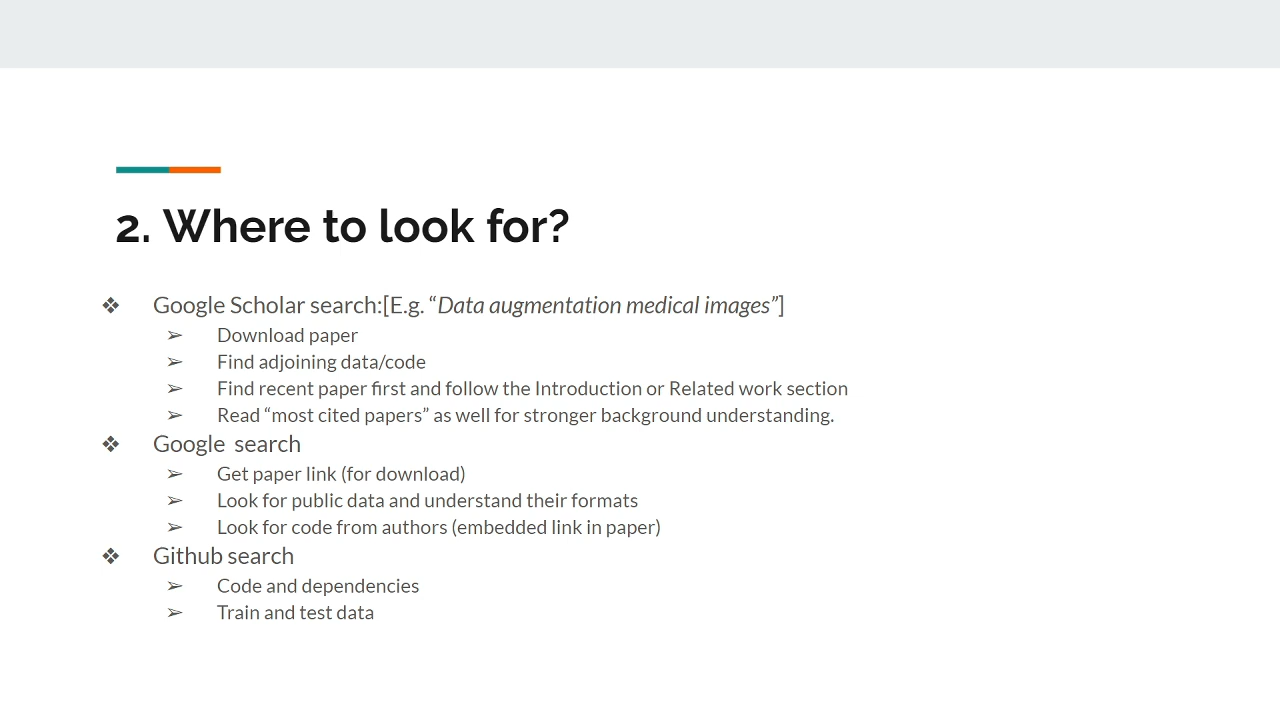 2. Where to look for?
❖ Google Scholar search:[E.g. “Data augmentation medical images”]
➢ Download paper
➢ Find adjoining data/code
➢ Find recent paper first and follow the Introduction or Related work section
➢ Read “most cited papers” as well for stronger background understanding.
❖ Google  search
➢ Get paper link (for download)
➢ Look for public data and understand their formats
➢ Look for code from authors (embedded link in paper)
❖ Github search
➢ Code and dependencies
➢ Train and test data